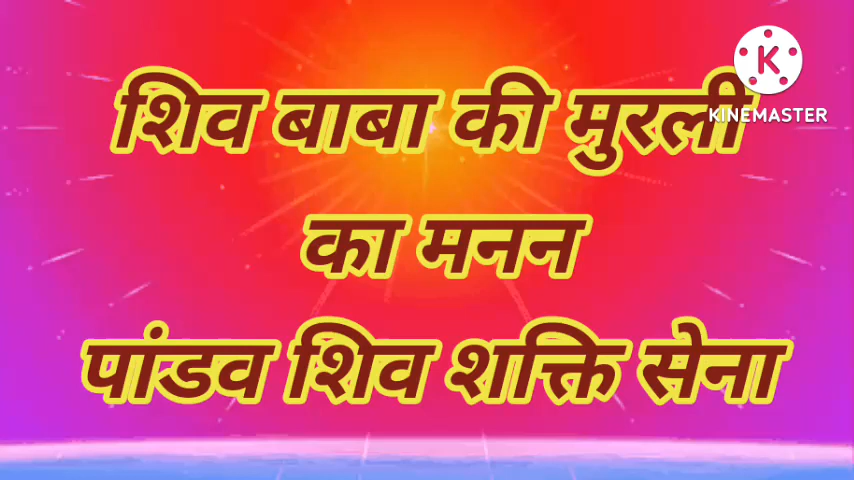 शिव बाबा की मुरली
K
KINEMASTER
का मनन
पांडव शिव शक्ति सेना